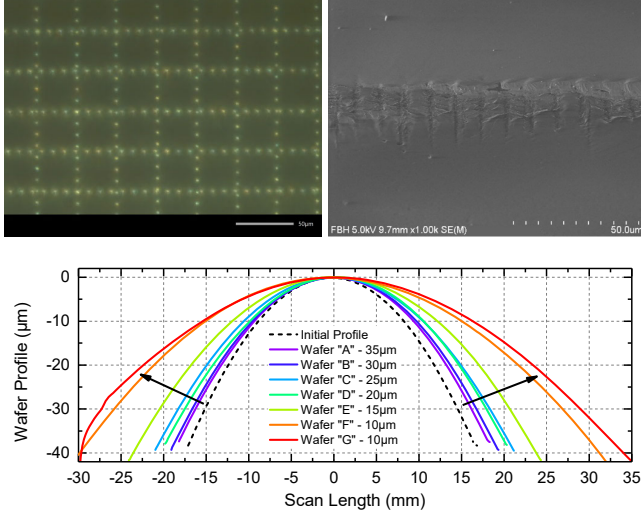 50µm
FBH 5.0kV 9.7mm x1.00k SE(M)
50.0um
0
-10
-20
-30
-40
Wafer Profile (µm)
Initial Profile
Wafer "A" - 35µm
Wafer "B" - 30µm
Wafer "C" - 25µm
Wafer "D" - 20µm
Wafer "E" - 15µm
Wafer "F" - 10µm
Wafer "G" - 10µm
-30 -25 -20 -15 -10 -5 0 5 10 15 20 25 30 35
Scan Length (mm)